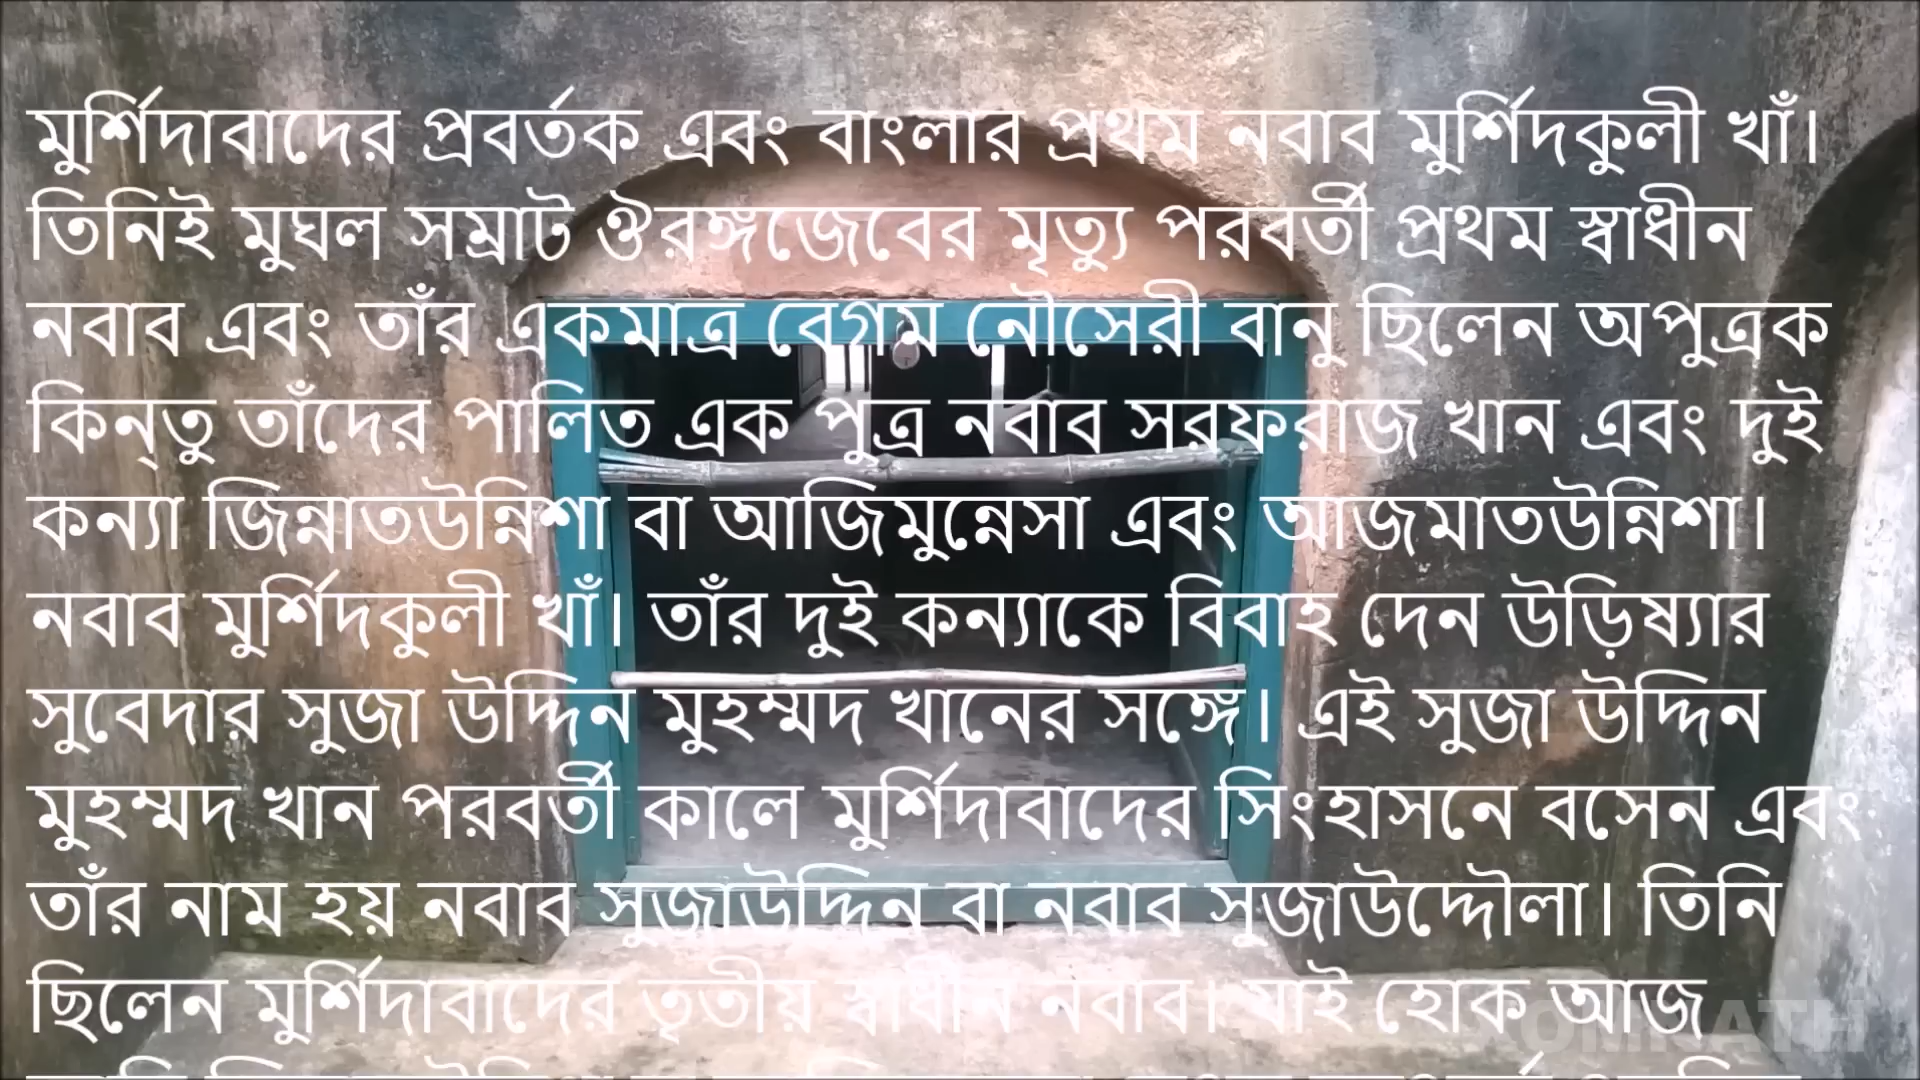 মুর্শিদাবাদের প্রবর্তক এবং বাংলার প্রথম নবাব মুর্শিদকুলী খাঁ।
তিনিই মুঘল সম্রাট ঔরঙ্গজেবের মৃত্যু পরবর্তী প্রথম স্বাধীন
নবাব এবং তাঁর একমাত্র বেগম নৌসেরী বানু ছিলেন অপুত্রক
কিন্তু তাঁদের পালিত এক পুত্র নবাব সরফরাজ খান এবং দুই
কন্যা জিন্নাতউন্নিশা বা আজিমুন্নেসা এবং আজমাতউন্নিশা।
নবাব মুর্শিদকুলী খাঁ। তাঁর দুই কন্যাকে বিবাহ দেন উড়িষ্যার
সুবেদার সুজা উদ্দিন মুহম্মদ খানের সঙ্গে। এই সুজা উদ্দিন
মুহম্মদ খান পরবর্তী কালে মুর্শিদাবাদের সিংহাসনে বসেন এবং
তাঁর নাম হয় নবাব সুজাউদ্দিন বা নবাব সুজাউদ্দৌলা। তিনি
ছিলেন মুর্শিদাবাদের তৃতীয় স্বাধীন নবাব। যাই হোক আজ